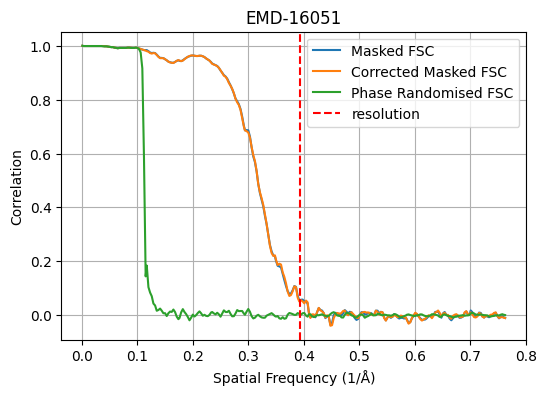 EMD-16051
Masked FSC
Corrected Masked FSC
Phase Randomised FSC
resolution
Correlation
1.0
0.8
0.6
0.4
0.2
0.0
0.0 0.1 0.2 0.3 0.4 0.5 0.6 0.7 0.8
Spatial Frequency (1/Å)